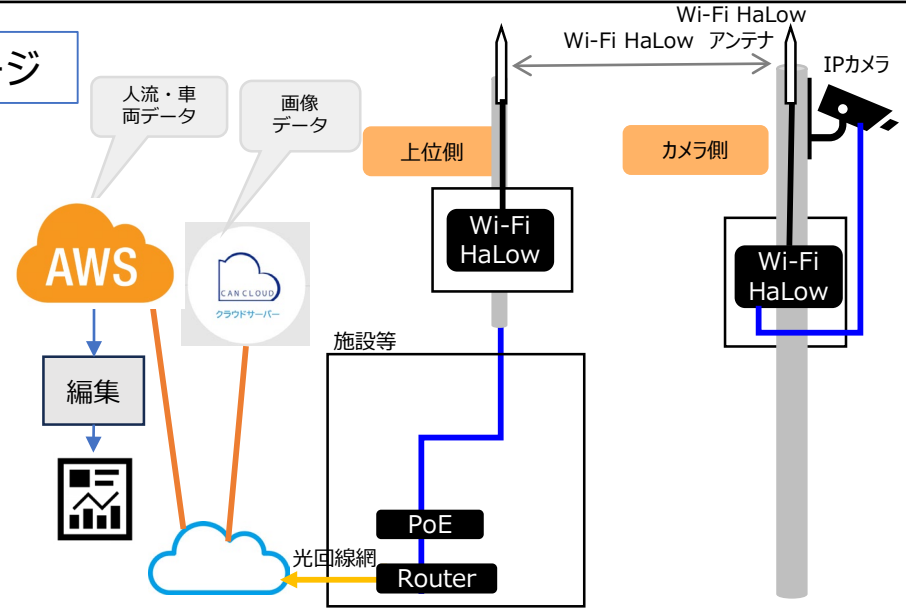 ージ
人流・車
両データ
画像
データ
Wi-Fi HaLow
Wi-Fi HaLow アンテナ
IPカメラ
上位側
カメラ側
AWS
CANCLOUD
クラウドサーバー
Wi-Fi
HaLow
Wi-Fi
HaLow
施設等
編集
PoE
光回線網
Router